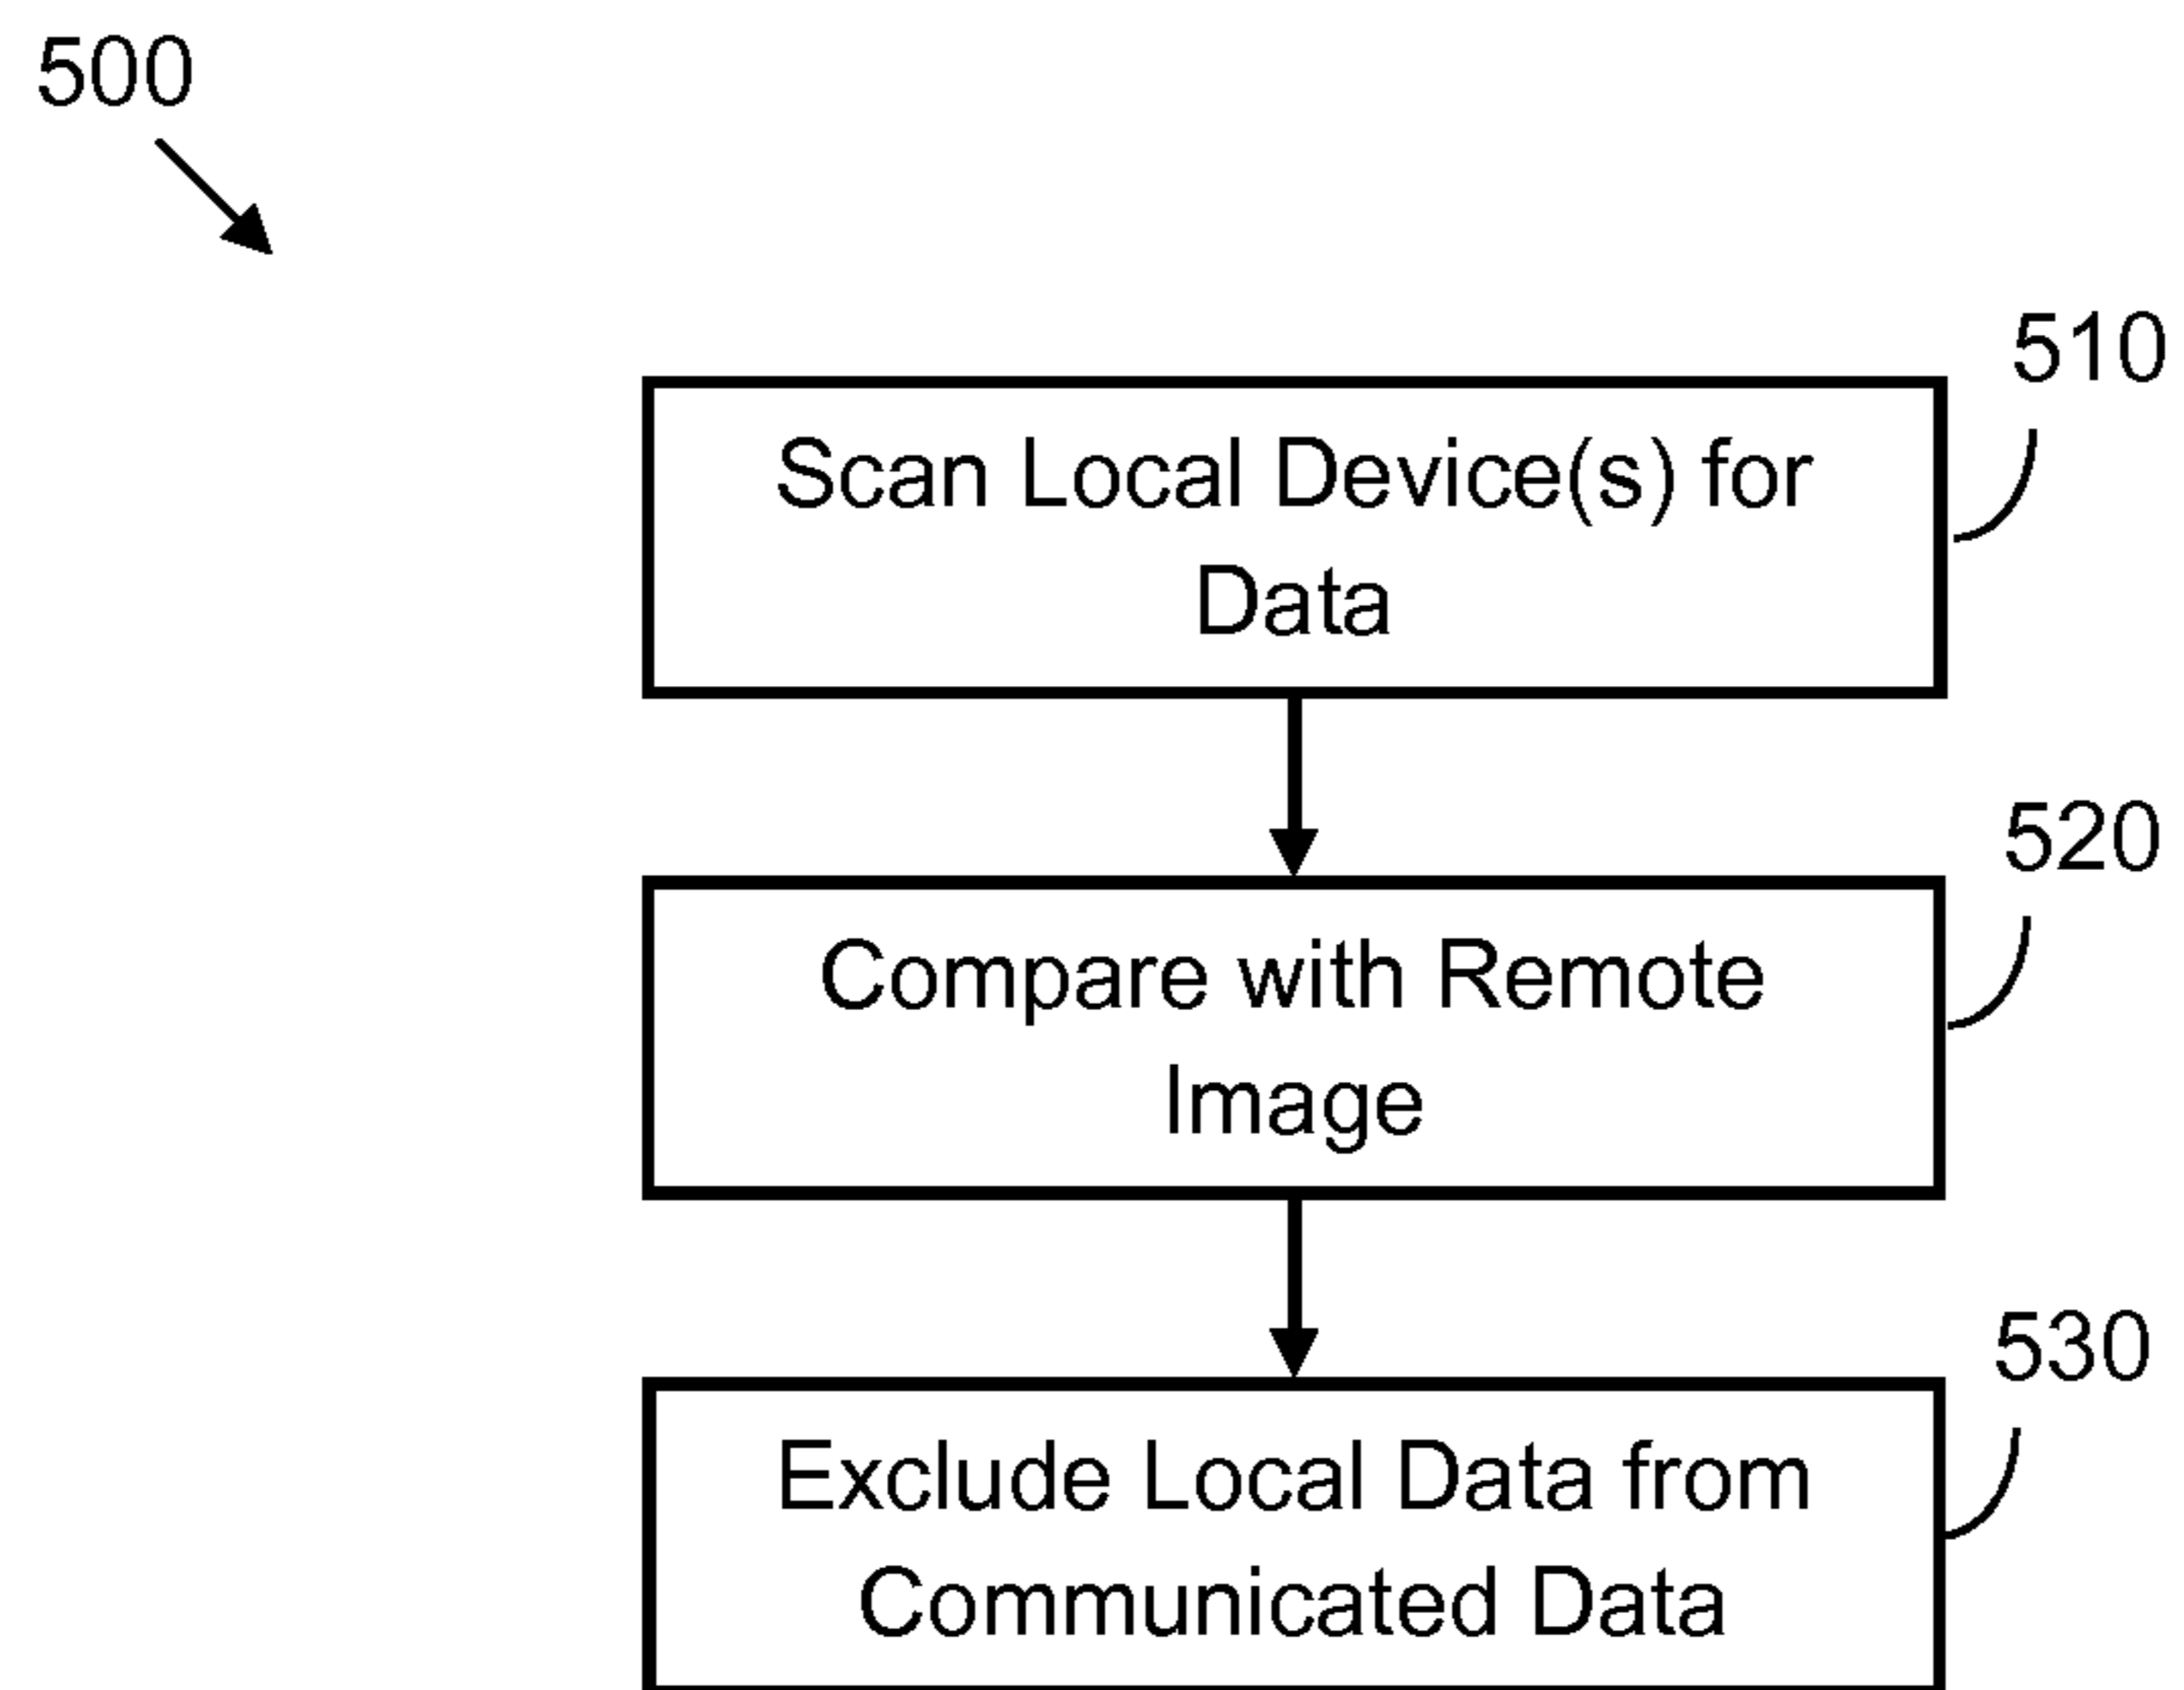 500
510
Scan Local Device(s) for
Data
520
Compare with Remote
Image
530
Exclude Local Data from
Communicated Data